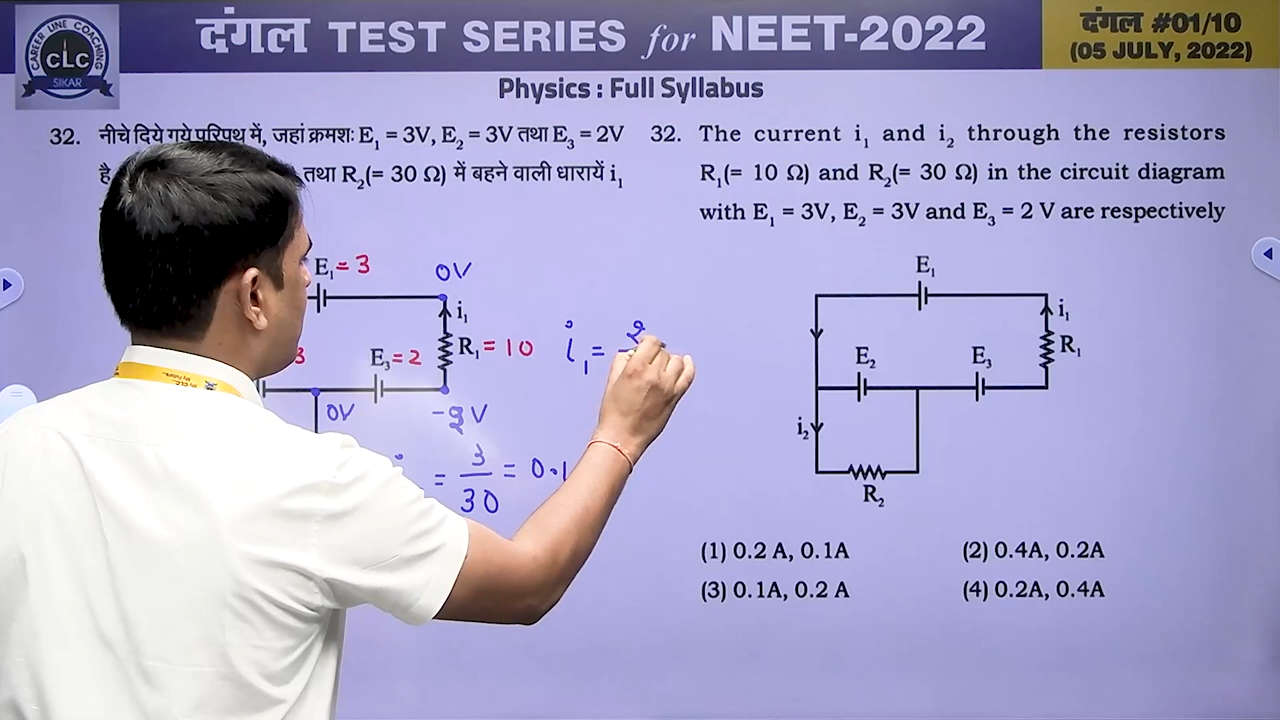 CAREER LINE COACHING
CLC
SIKAR
दंगल TEST SERIES for NEET-2022
दंगल #01/10
(05 JULY, 2022)
Physics : Full Syllabus
32. नीचे दिये गये परिपथ में, जहां क्रमशः E₁ = 3V, E₂ = 3V तथा E₃ = 2V
तथा R₂(= 30 Ω) में बहने वाली धारायें i₁
E₁ = 3
0V
i₁
R₁ = 10
3
E₃ = 2
0V
i₁ = 2
= 3/30 = 0.1
32. The current i₁ and i₂ through the resistors
R₁(= 10 Ω) and R₂(= 30 Ω) in the circuit diagram
with E₁ = 3V, E₂ = 3V and E₃ = 2 V are respectively
E₁
i₁
R₁
E₂
E₃
i₂
R₂
(1) 0.2 A, 0.1A
(2) 0.4A, 0.2A
(3) 0.1A, 0.2 A
(4) 0.2A, 0.4A